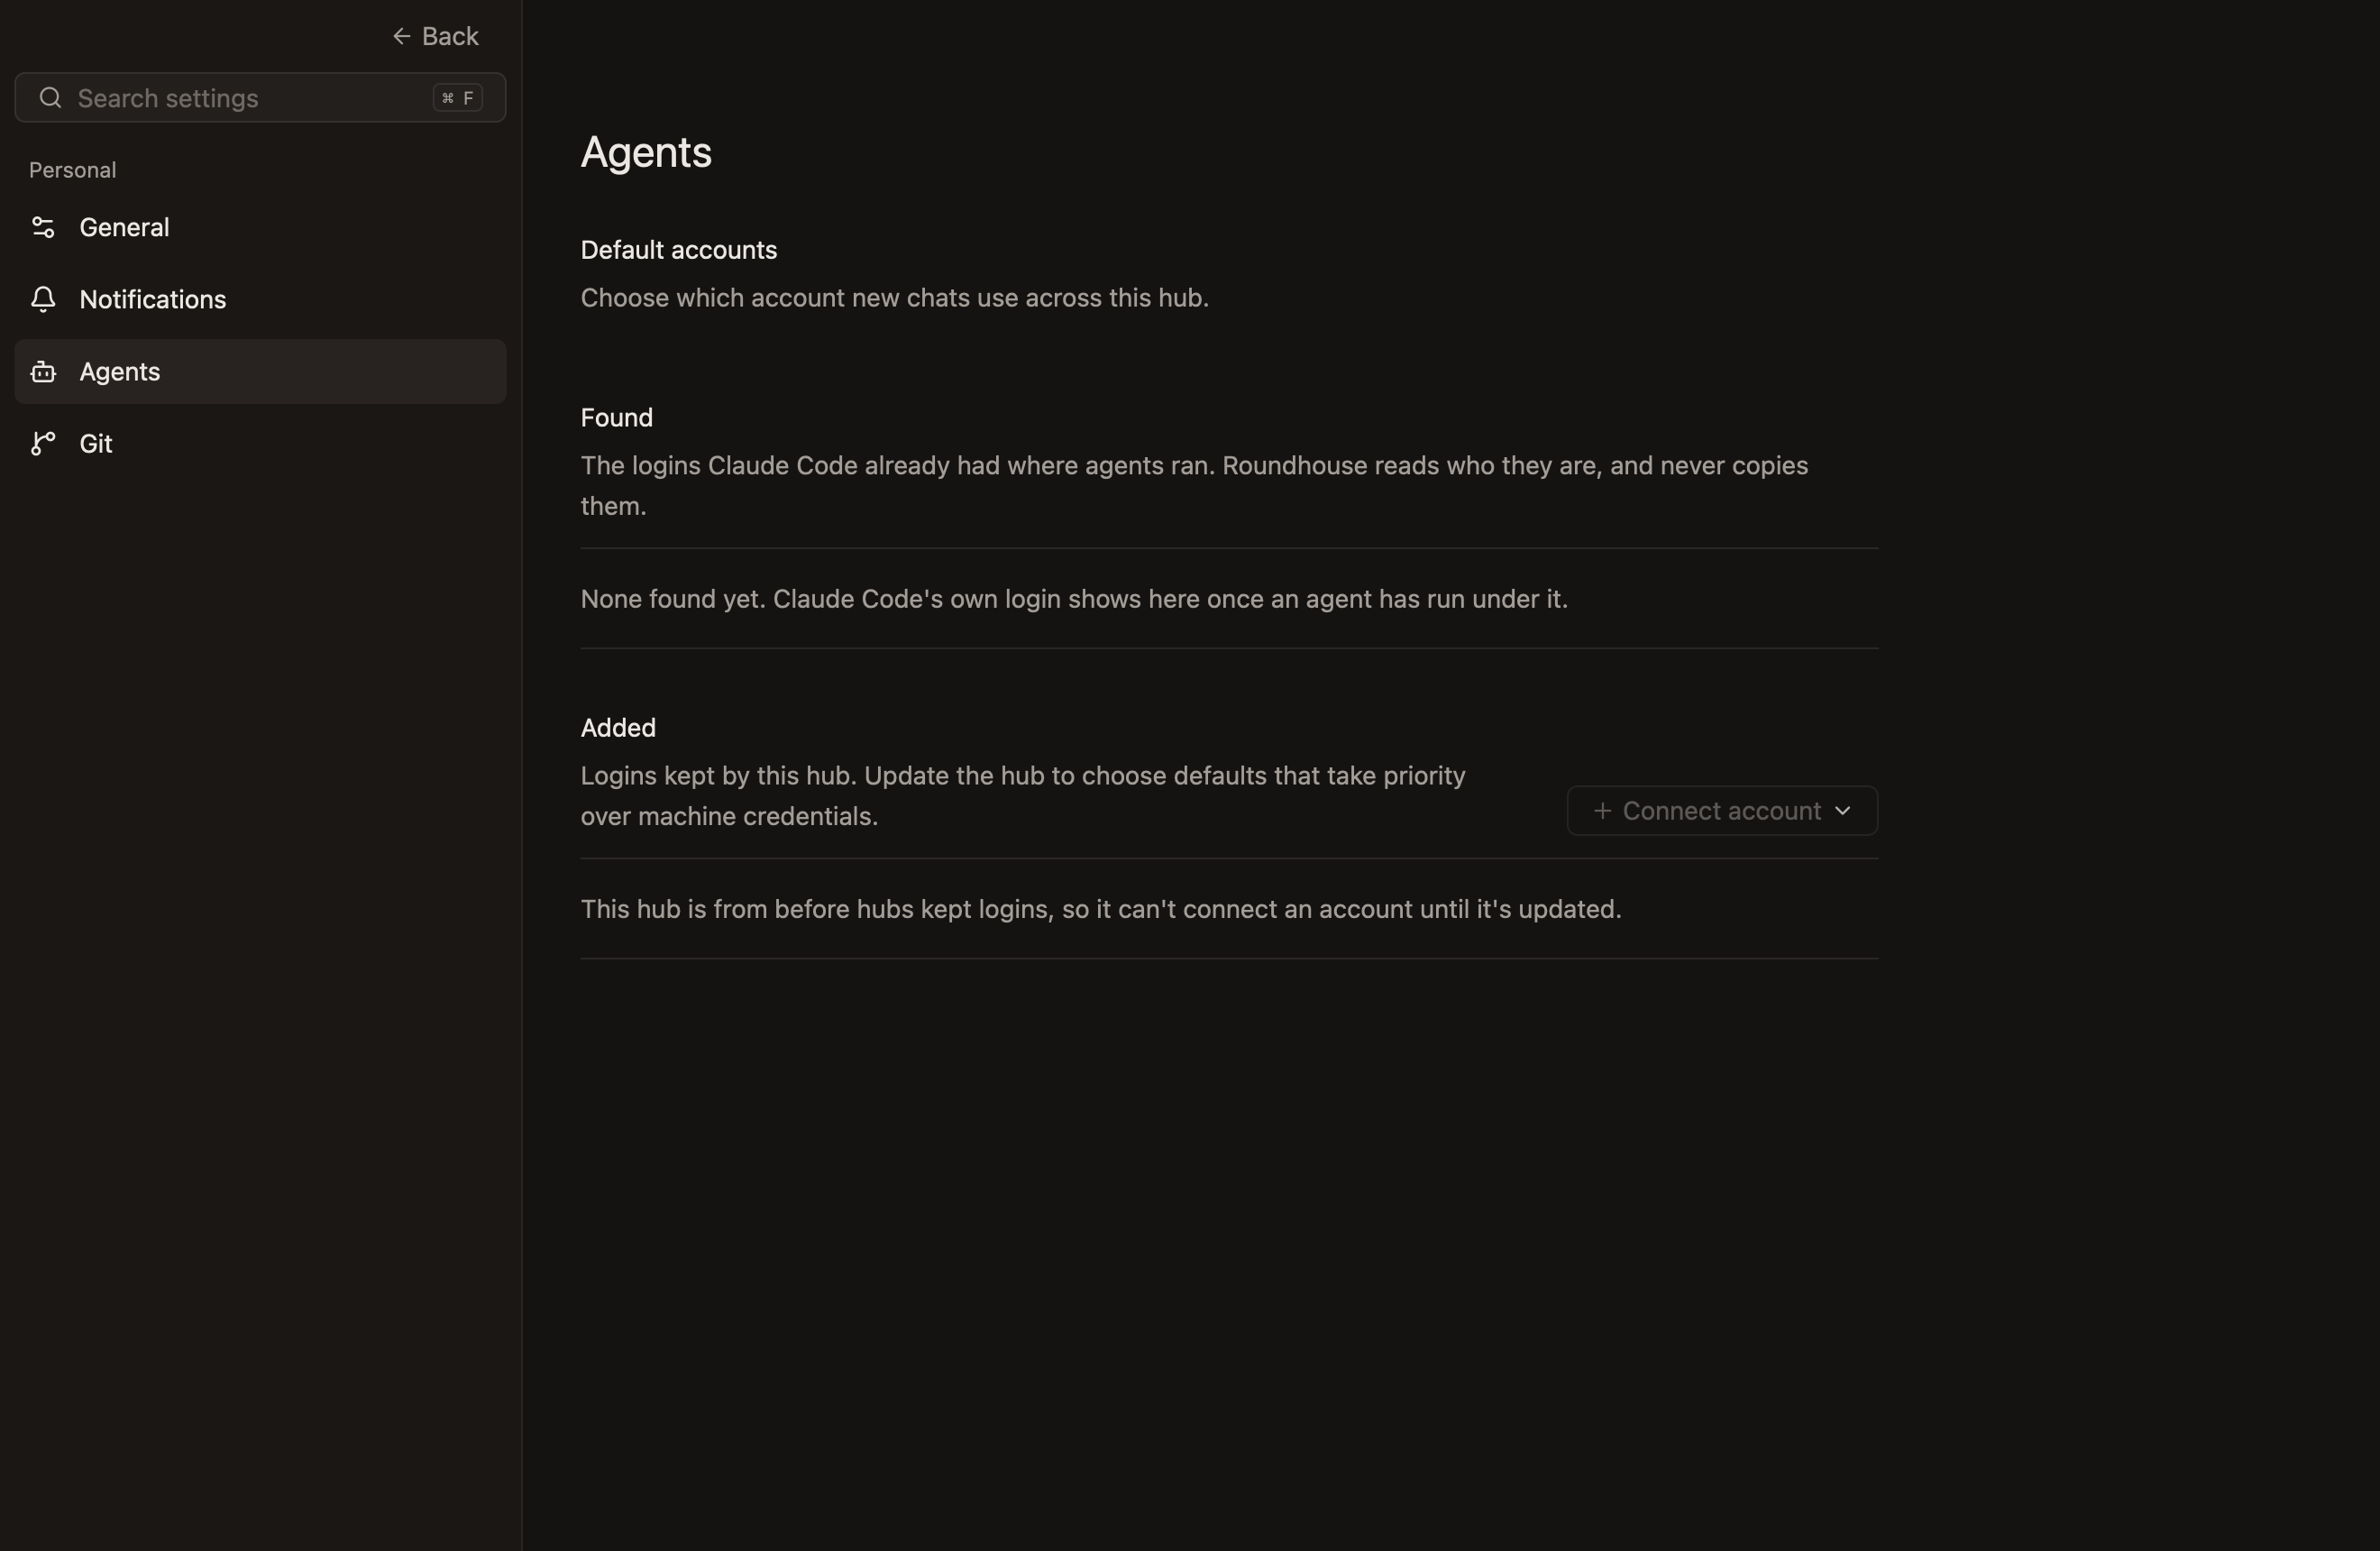 Back
Search settings
⌘ F
Personal
General
Notifications
Agents
Git
Agents
Default accounts
Choose which account new chats use across this hub.
Found
The logins Claude Code already had where agents ran. Roundhouse reads who they are, and never copies
them.
None found yet. Claude Code's own login shows here once an agent has run under it.
Added
Logins kept by this hub. Update the hub to choose defaults that take priority
over machine credentials.
Connect account
This hub is from before hubs kept logins, so it can't connect an account until it's updated.